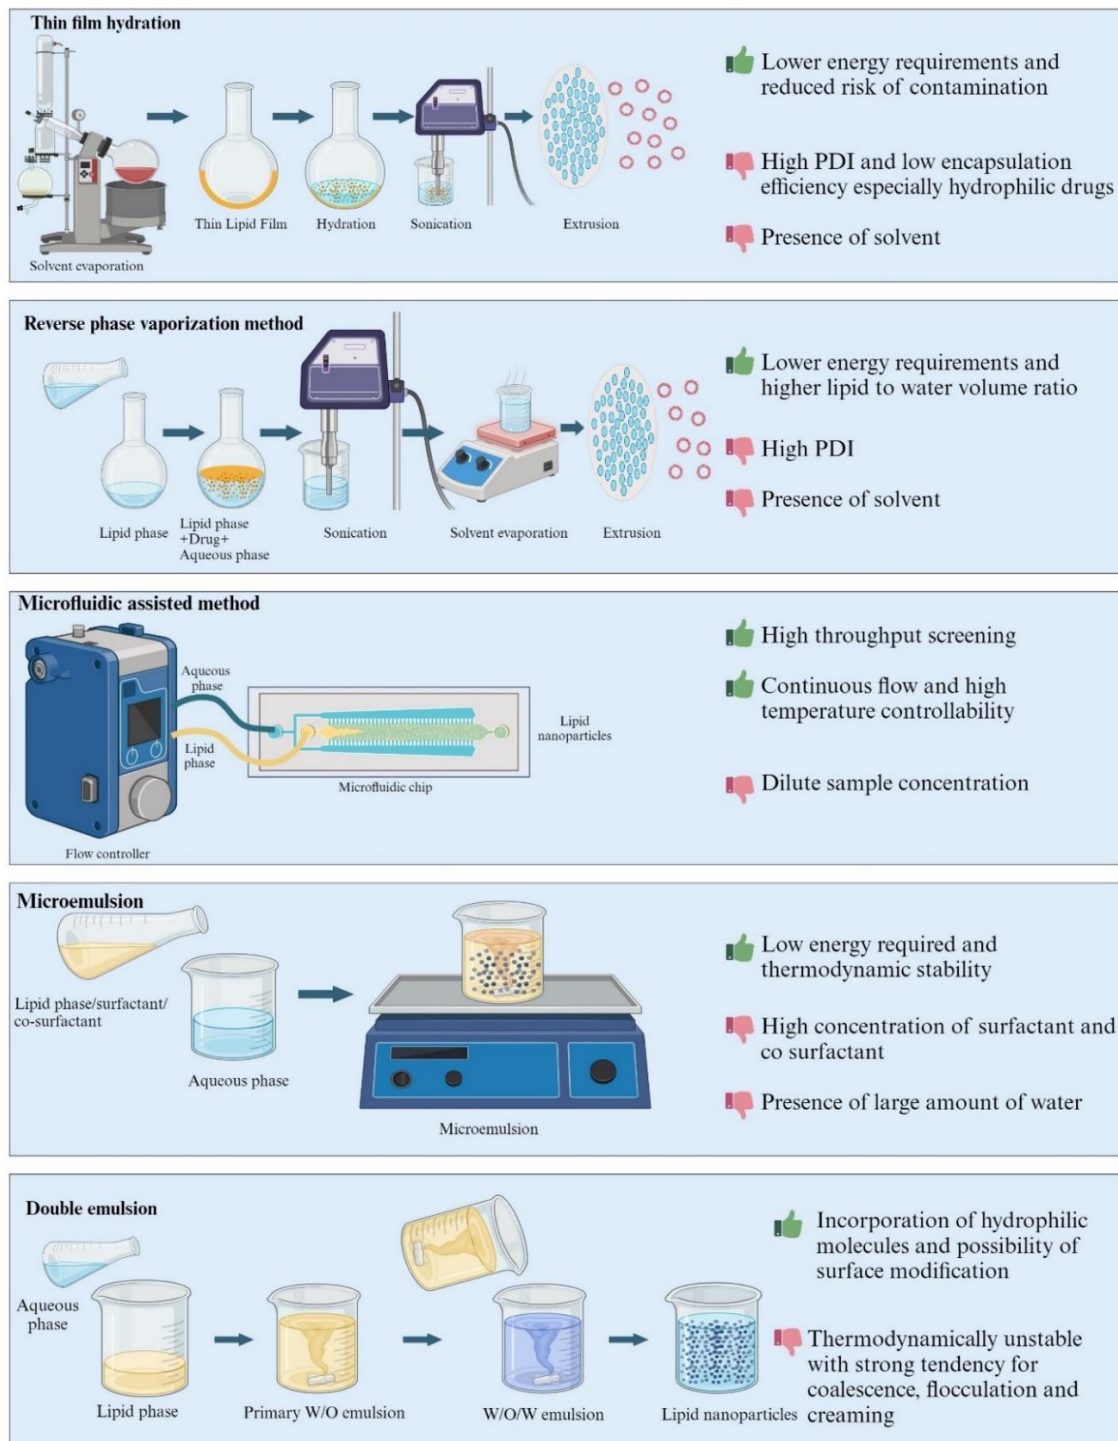 Thin film hydration
Solvent evaporation
Thin Lipid Film
Hydration
Sonication
Extrusion
Lower energy requirements and
reduced risk of contamination
High PDI and low encapsulation
efficiency especially hydrophilic drugs
Presence of solvent
Reverse phase vaporization method
Lipid phase
Lipid phase
+Drug+
Aqueous phase
Sonication
Solvent evaporation
Extrusion
Lower energy requirements and
higher lipid to water volume ratio
High PDI
Presence of solvent
Microfluidic assisted method
Aqueous
phase
Lipid
phase
Flow controller
Microfluidic chip
Lipid
nanoparticles
High throughput screening
Continuous flow and high
temperature controllability
Dilute sample concentration
Microemulsion
Lipid phase/surfactant/
co-surfactant
Aqueous phase
Microemulsion
Low energy required and
thermodynamic stability
High concentration of surfactant and
co surfactant
Presence of large amount of water
Double emulsion
Aqueous
phase
Lipid phase
Primary W/O emulsion
W/O/W emulsion
Lipid nanoparticles
Incorporation of hydrophilic
molecules and possibility of
surface modification
Thermodynamically unstable
with strong tendency for
coalescence, flocculation and
creaming